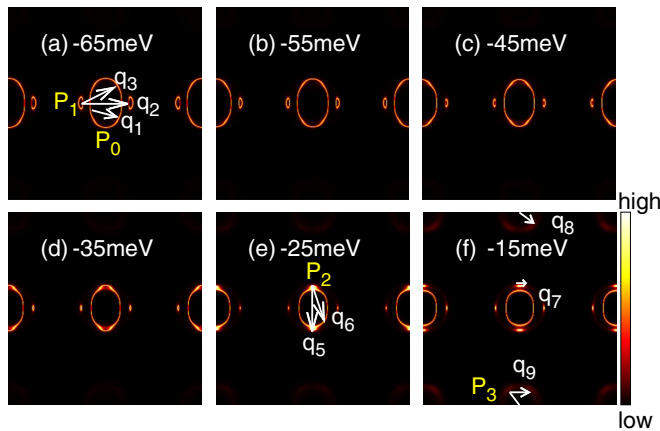 (a) -65meV
q3
P1
q2
q1
P0
(b) -55meV
(c) -45meV
high
(d) -35meV
(e) -25meV
P2
q6
q5
(f) -15meV
q8
q7
q9
P3
low